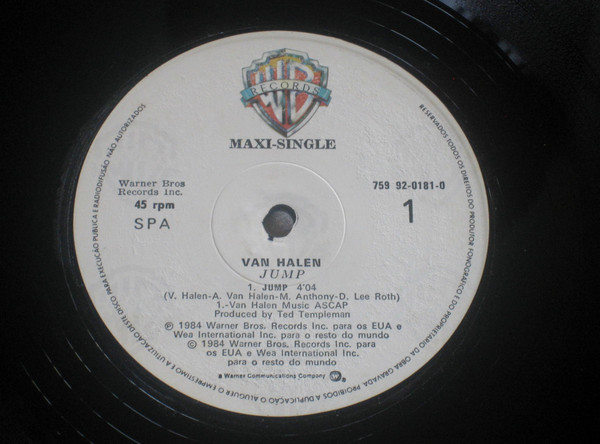 WB
RECORDS
MAXI-SINGLE
Warner Bros
Records Inc.
45 rpm
SPA
759 92-0181-0
1
VAN HALEN
JUMP
1. JUMP 4'04
(V. Halen-A. Van Halen-M. Anthony-D. Lee Roth)
1.-Van Halen Music ASCAP
Produced by Ted Templeman
℗ 1984 Warner Bros. Records Inc. para os EUA e
Wea International Inc. para o resto do mundo
© 1984 Warner Bros. Records Inc. para
os EUA e Wea International Inc.
para o resto do mundo
a Warner Communications Company
RESERVADOS TODOS OS DIREITOS DO PRODUTOR FONOGRÁFICO E DO PROPRIETÁRIO DA OBRA GRAVADA. PROIBIDOS A DUPLICAÇÃO O ALUGUER O EMPRÉSTIMO E A UTILIZAÇÃO DESTE DISCO PARA EXECUÇÃO PÚBLICA E RADIODIFUSÃO NÃO AUTORIZADOS